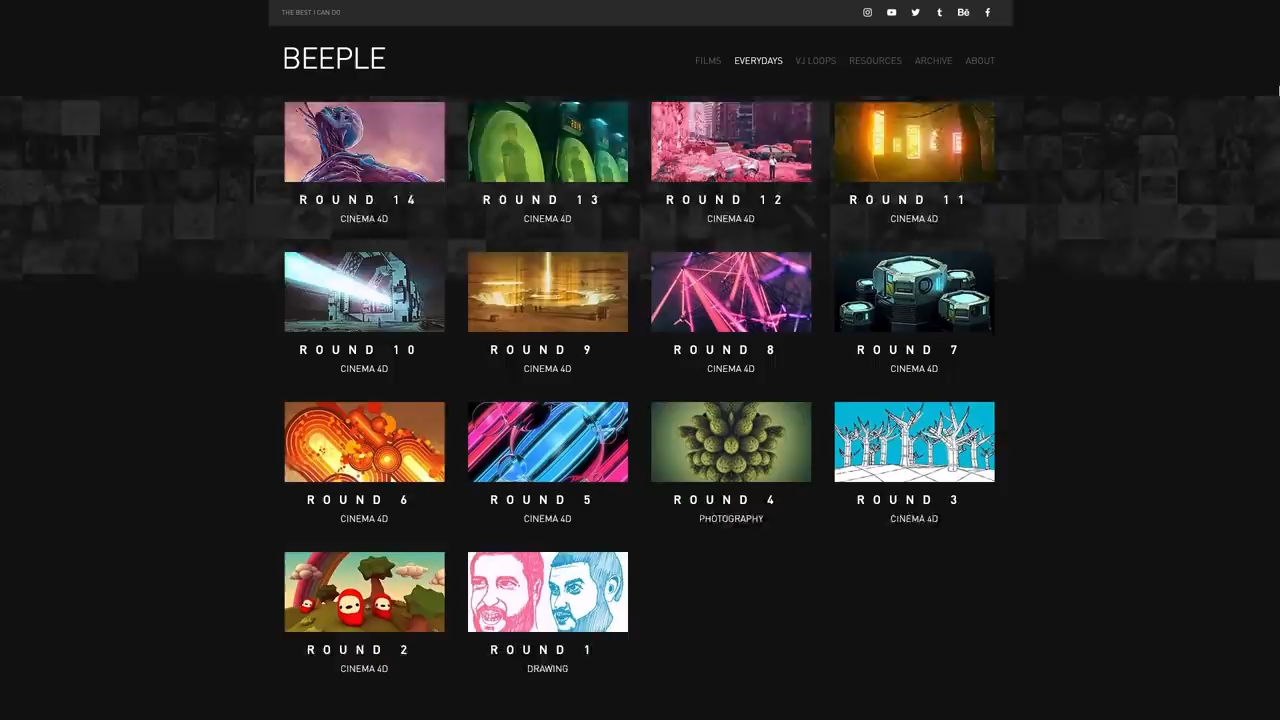 THE BEST I CAN DO
BEEPLE
FILMS EVERYDAYS VJ LOOPS RESOURCES ARCHIVE ABOUT
ROUND 14 ROUND 13 ROUND 12 ROUND 11
CINEMA 4D CINEMA 4D CINEMA 4D CINEMA 4D
ROUND 10 ROUND 9 ROUND 8 ROUND 7
CINEMA 4D CINEMA 4D CINEMA 4D CINEMA 4D
ROUND 6 ROUND 5 ROUND 4 ROUND 3
CINEMA 4D CINEMA 4D PHOTOGRAPHY CINEMA 4D
ROUND 2 ROUND 1
CINEMA 4D DRAWING